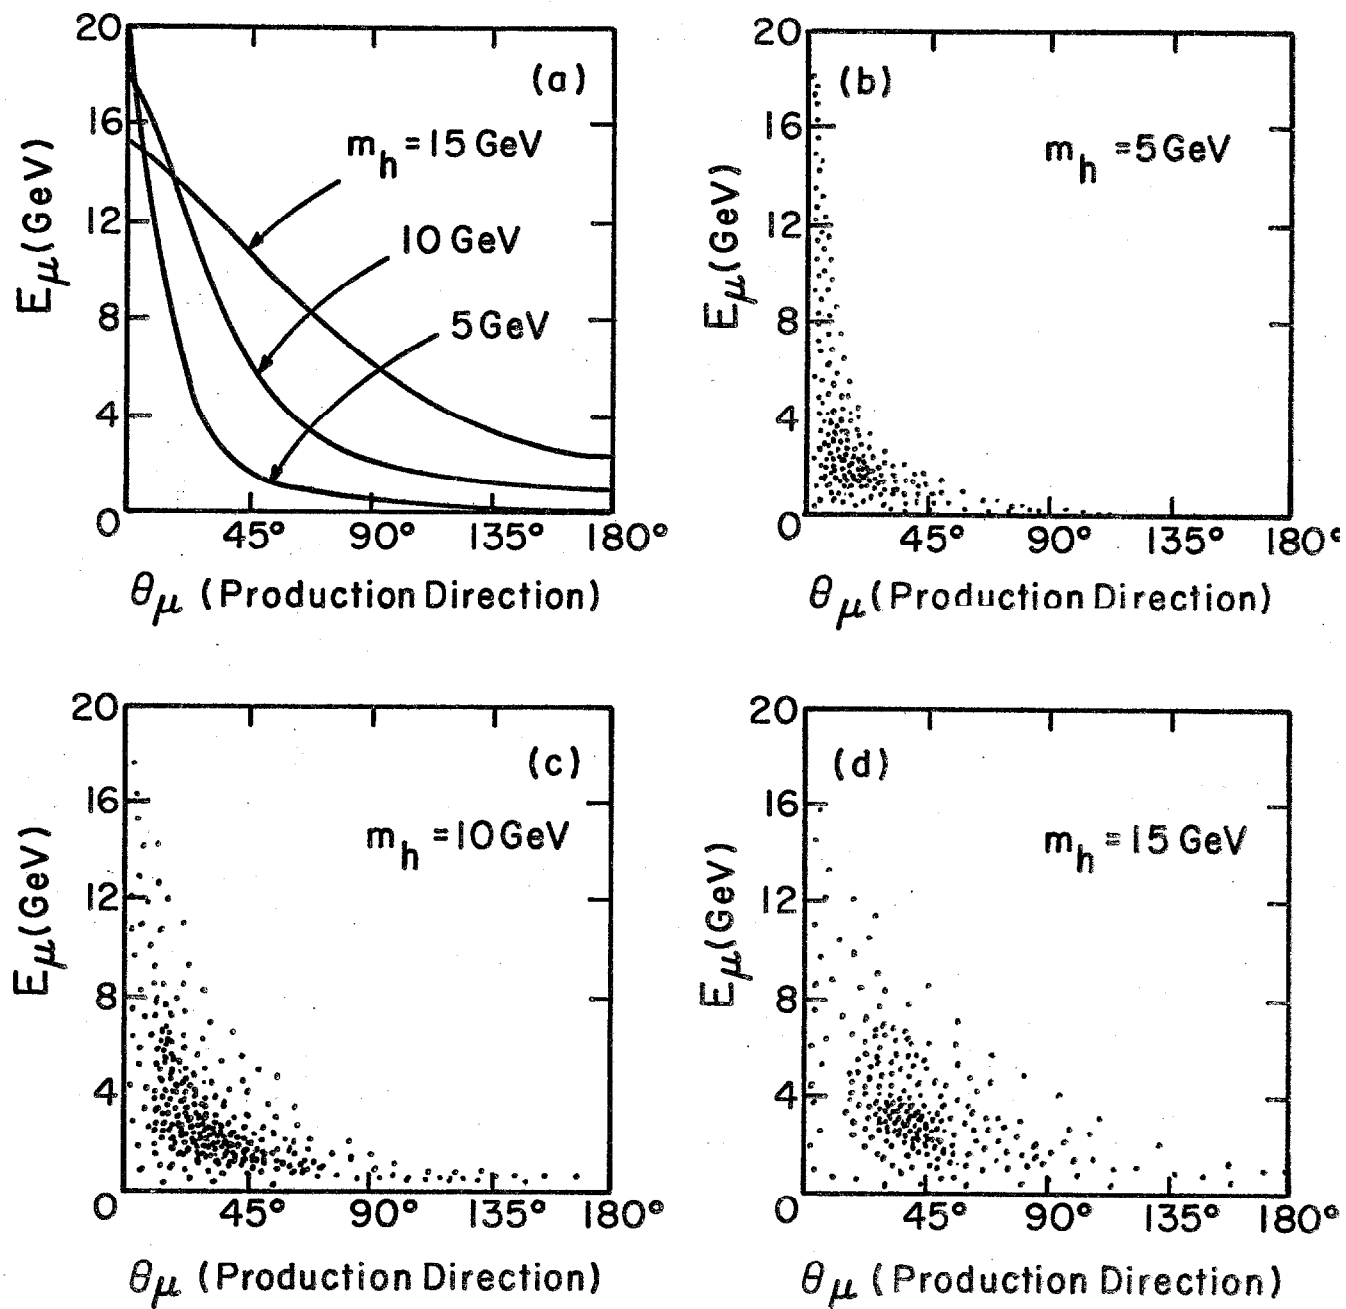 20
16
12
8
4
0
E_μ (GeV)
(a)
m_h = 15 GeV
10 GeV
5 GeV
45° 90° 135° 180°
θ_μ (Production Direction)
20
16
12
8
4
0
E_μ (GeV)
(b)
m_h = 5 GeV
45° 90° 135° 180°
θ_μ (Production Direction)
20
16
12
8
4
0
E_μ (GeV)
(c)
m_h = 10 GeV
45° 90° 135° 180°
θ_μ (Production Direction)
20
16
12
8
4
0
E_μ (GeV)
(d)
m_h = 15 GeV
45° 90° 135° 180°
θ_μ (Production Direction)